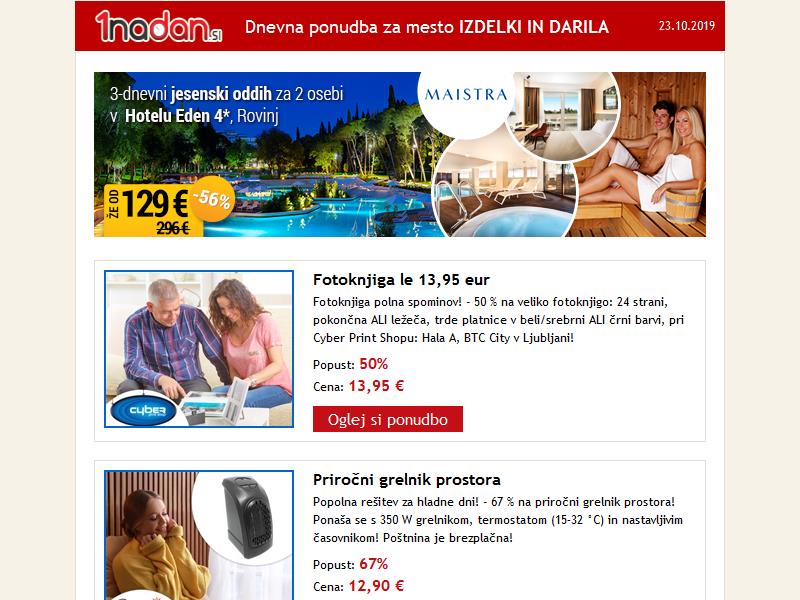 1nadan.si
Dnevna ponudba za mesto IZDELKI IN DARILA
23.10.2019
3-dnevni jesenski oddih za 2 osebi
v Hotelu Eden 4*, Rovinj
MAISTRA
ŽE OD 129 €
-56%
296 €
Fotoknjiga le 13,95 eur
Fotoknjiga polna spominov! - 50 % na veliko fotoknjigo: 24 strani,
pokončna ALI ležeča, trde platnice v beli/srebrni ALI črni barvi, pri
Cyber Print Shopu: Hala A, BTC City v Ljubljani!
Popust: 50%
Cena: 13,95 €
Oglej si ponudbo
cyber
Priročni grelnik prostora
Popolna rešitev za hladne dni! - 67 % na priročni grelnik prostora!
Ponaša se s 350 W grelnikom, termostatom (15-32 °C) in nastavljivim
časovnikom! Poštnina je brezplačna!
Popust: 67%
Cena: 12,90 €